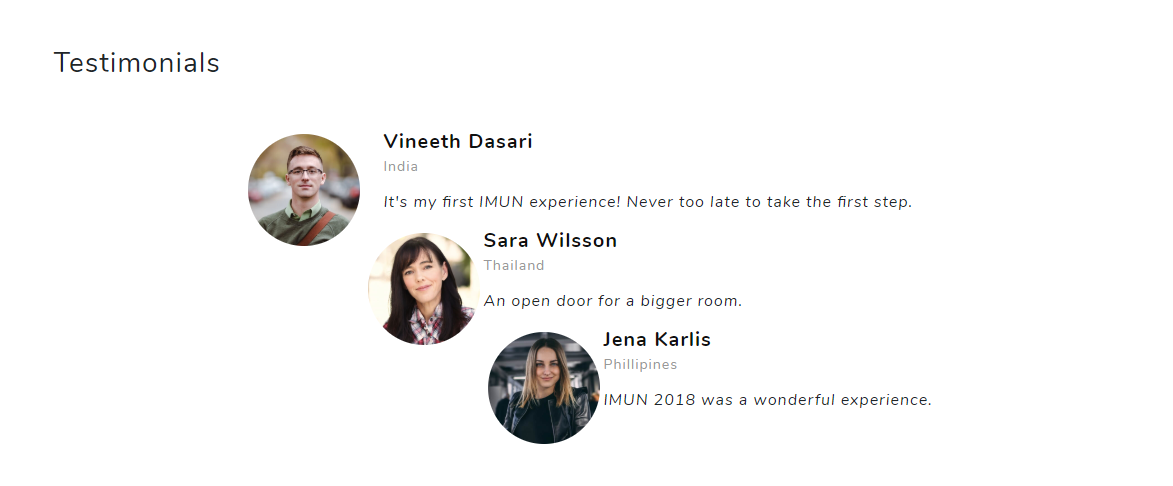 Testimonials
Vineeth Dasari
India
It's my first IMUN experience! Never too late to take the first step.
Sara Wilsson
Thailand
An open door for a bigger room.
Jena Karlis
Phillipines
IMUN 2018 was a wonderful experience.